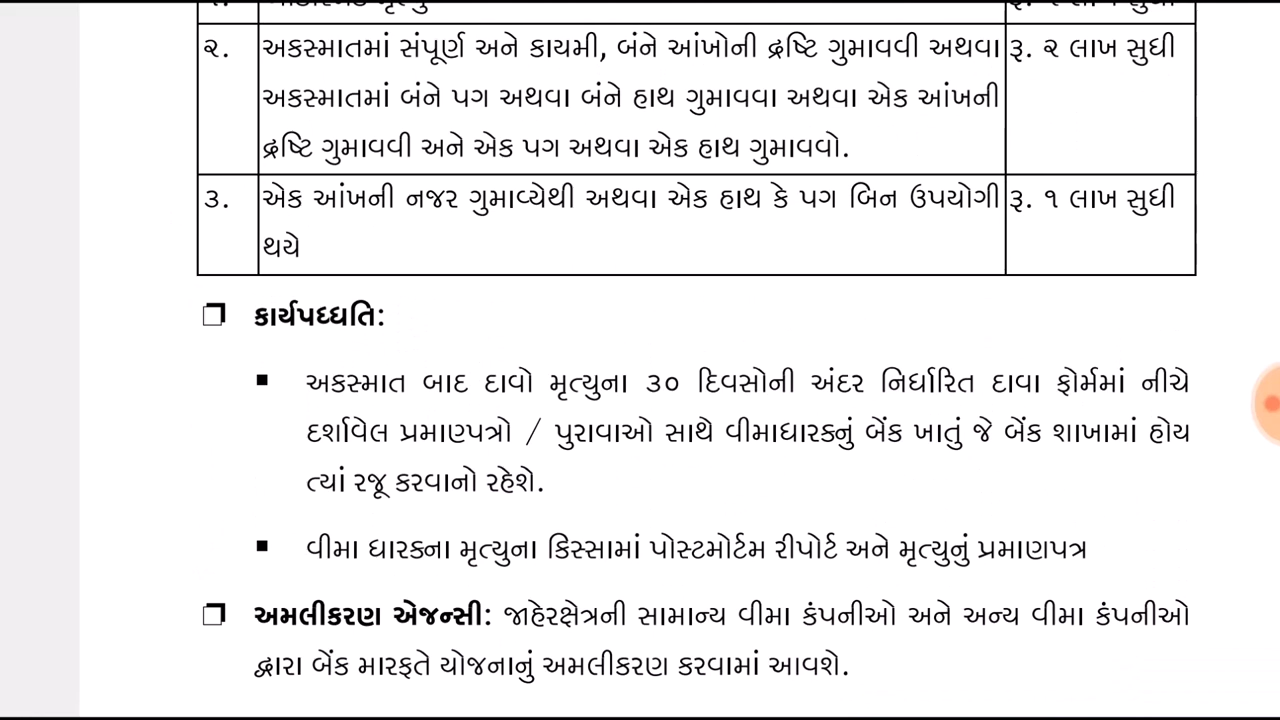 ૨. અકસ્માતમાં સંપૂર્ણ અને કાયમી, બંને આંખોની દ્રષ્ટિ ગુમાવવી અથવા રૂ. ૨ લાખ સુધી
અકસ્માતમાં બંને પગ અથવા બંને હાથ ગુમાવવા અથવા એક આંખની
દ્રષ્ટિ ગુમાવવી અને એક પગ અથવા એક હાથ ગુમાવવો.
૩. એક આંખની નજર ગુમાવ્યેથી અથવા એક હાથ કે પગ બિન ઉપયોગી રૂ. ૧ લાખ સુધી
થયે
કાર્યપધ્ધતિ:
અકસ્માત બાદ દાવો મૃત્યુના ૩૦ દિવસોની અંદર નિર્ધારિત દાવા ફોર્મમાં નીચે
દર્શાવેલ પ્રમાણપત્રો / પુરાવાઓ સાથે વીમાધારકનું બેંક ખાતું જે બેંક શાખામાં હોય
ત્યાં રજૂ કરવાનો રહેશે.
વીમા ધારકના મૃત્યુના કિસ્સામાં પોસ્ટમોર્ટમ રીપોર્ટ અને મૃત્યુનું પ્રમાણપત્ર
અમલીકરણ એજન્સી: જાહેરક્ષેત્રની સામાન્ય વીમા કંપનીઓ અને અન્ય વીમા કંપનીઓ
દ્વારા બેંક મારફતે યોજનાનું અમલીકરણ કરવામાં આવશે.